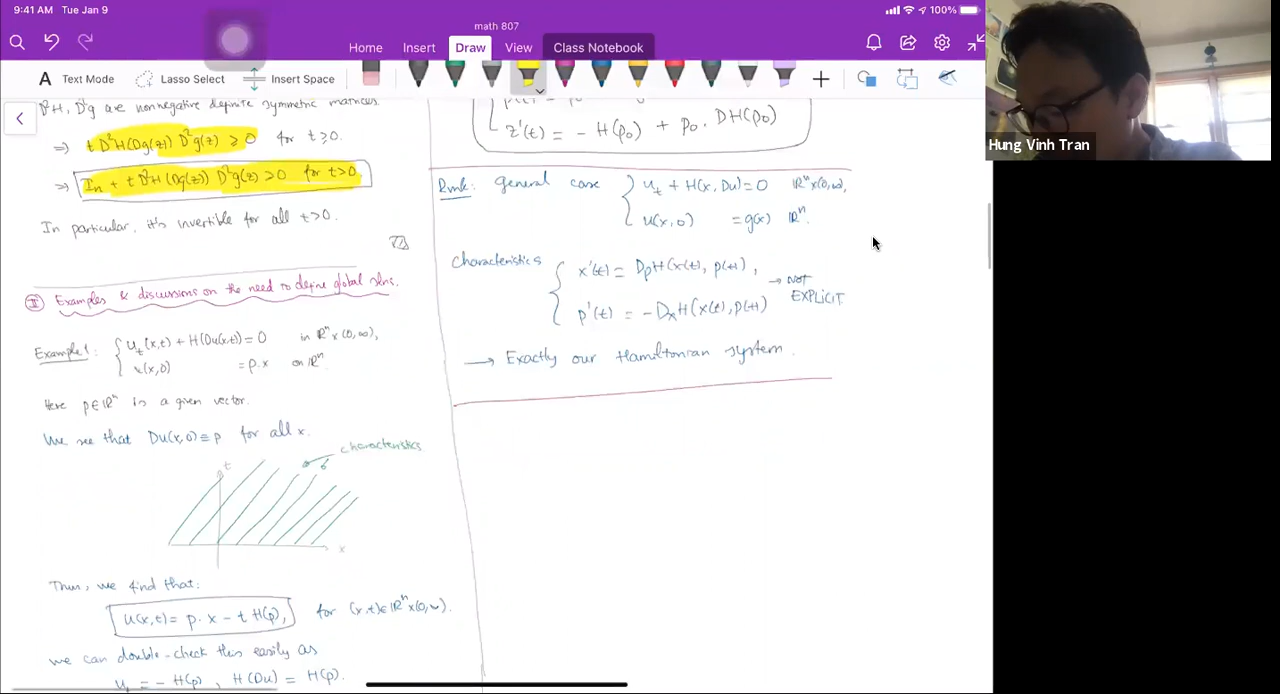 9:41 AM Tue Jan 9
100%
math 807
Home Insert Draw View Class Notebook
A Text Mode Lasso Select Insert Space
D²H, D²g are nonnegative definite symmetric matrices
⇒ t D²H(Dg(z)) D²g(z) ≥ 0 for t ≥ 0.
⇒ Iₙ + t D²H(Dg(z)) D²g(z) > 0 for t > 0
In particular, it's invertible for all t > 0.
II Examples & discussions on the need to define global solns.
Example 1: { uₜ(x,t) + H(Du(x,t)) = 0 in ℝⁿ × (0,∞),
u(x,0) = p·x on ℝⁿ
Here p ∈ ℝⁿ is a given vector.
We see that Du(x,0) ≡ p for all x.
characteristics
t
x
Thus, we find that:
u(x,t) = p·x − t H(p), for (x,t) ∈ ℝⁿ × (0,∞).
we can double-check this easily as
uₜ = − H(p), H(Du) = H(p).
z'(t) = − H(p₀) + p₀ · DH(p₀)
Rmk: general case { uₜ + H(x, Du) = 0 ℝⁿ × (0,∞),
u(x,0) = g(x) ℝⁿ.
characteristics { x'(t) = DₚH(x(t), p(t)),
p'(t) = − DₓH(x(t), p(t))
→ NOT
EXPLICIT
→ Exactly our Hamiltonian system.
Hung Vinh Tran